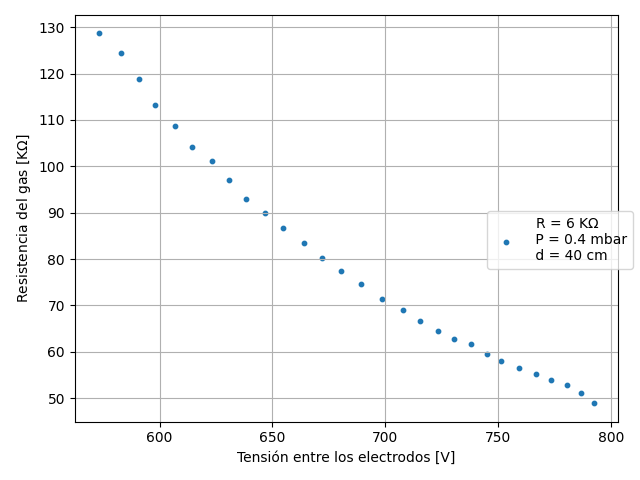 130
120
110
100
90
80
70
60
50
Resistencia del gas [KΩ]
R = 6 KΩ
P = 0.4 mbar
d = 40 cm
600 650 700 750 800
Tensión entre los electrodos [V]